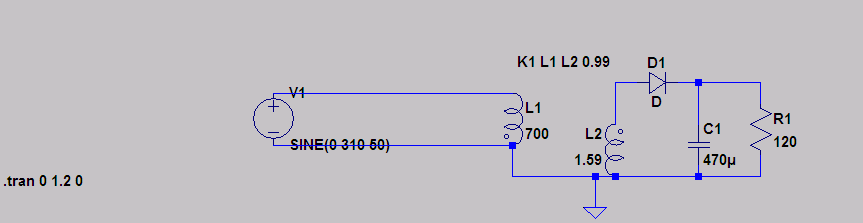 K1 L1 L2 0.99
D1
V1
D
L1
R1
C1
L2
700
120
SINE(0 310 50)
1.59
470µ
.tran 0 1.2 0